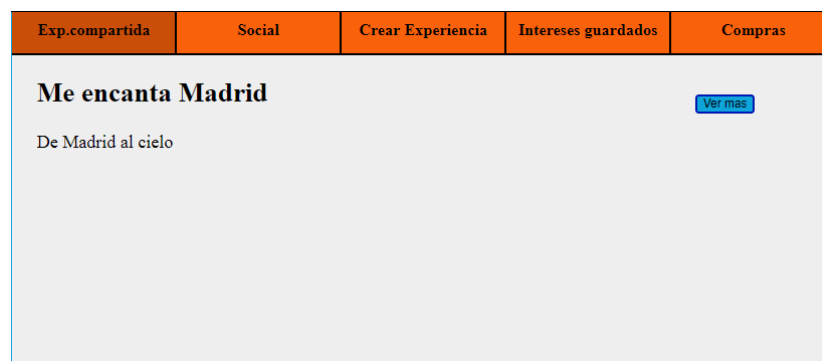 Exp.compartida Social Crear Experiencia Intereses guardados Compras
Me encanta Madrid
Ver mas
De Madrid al cielo